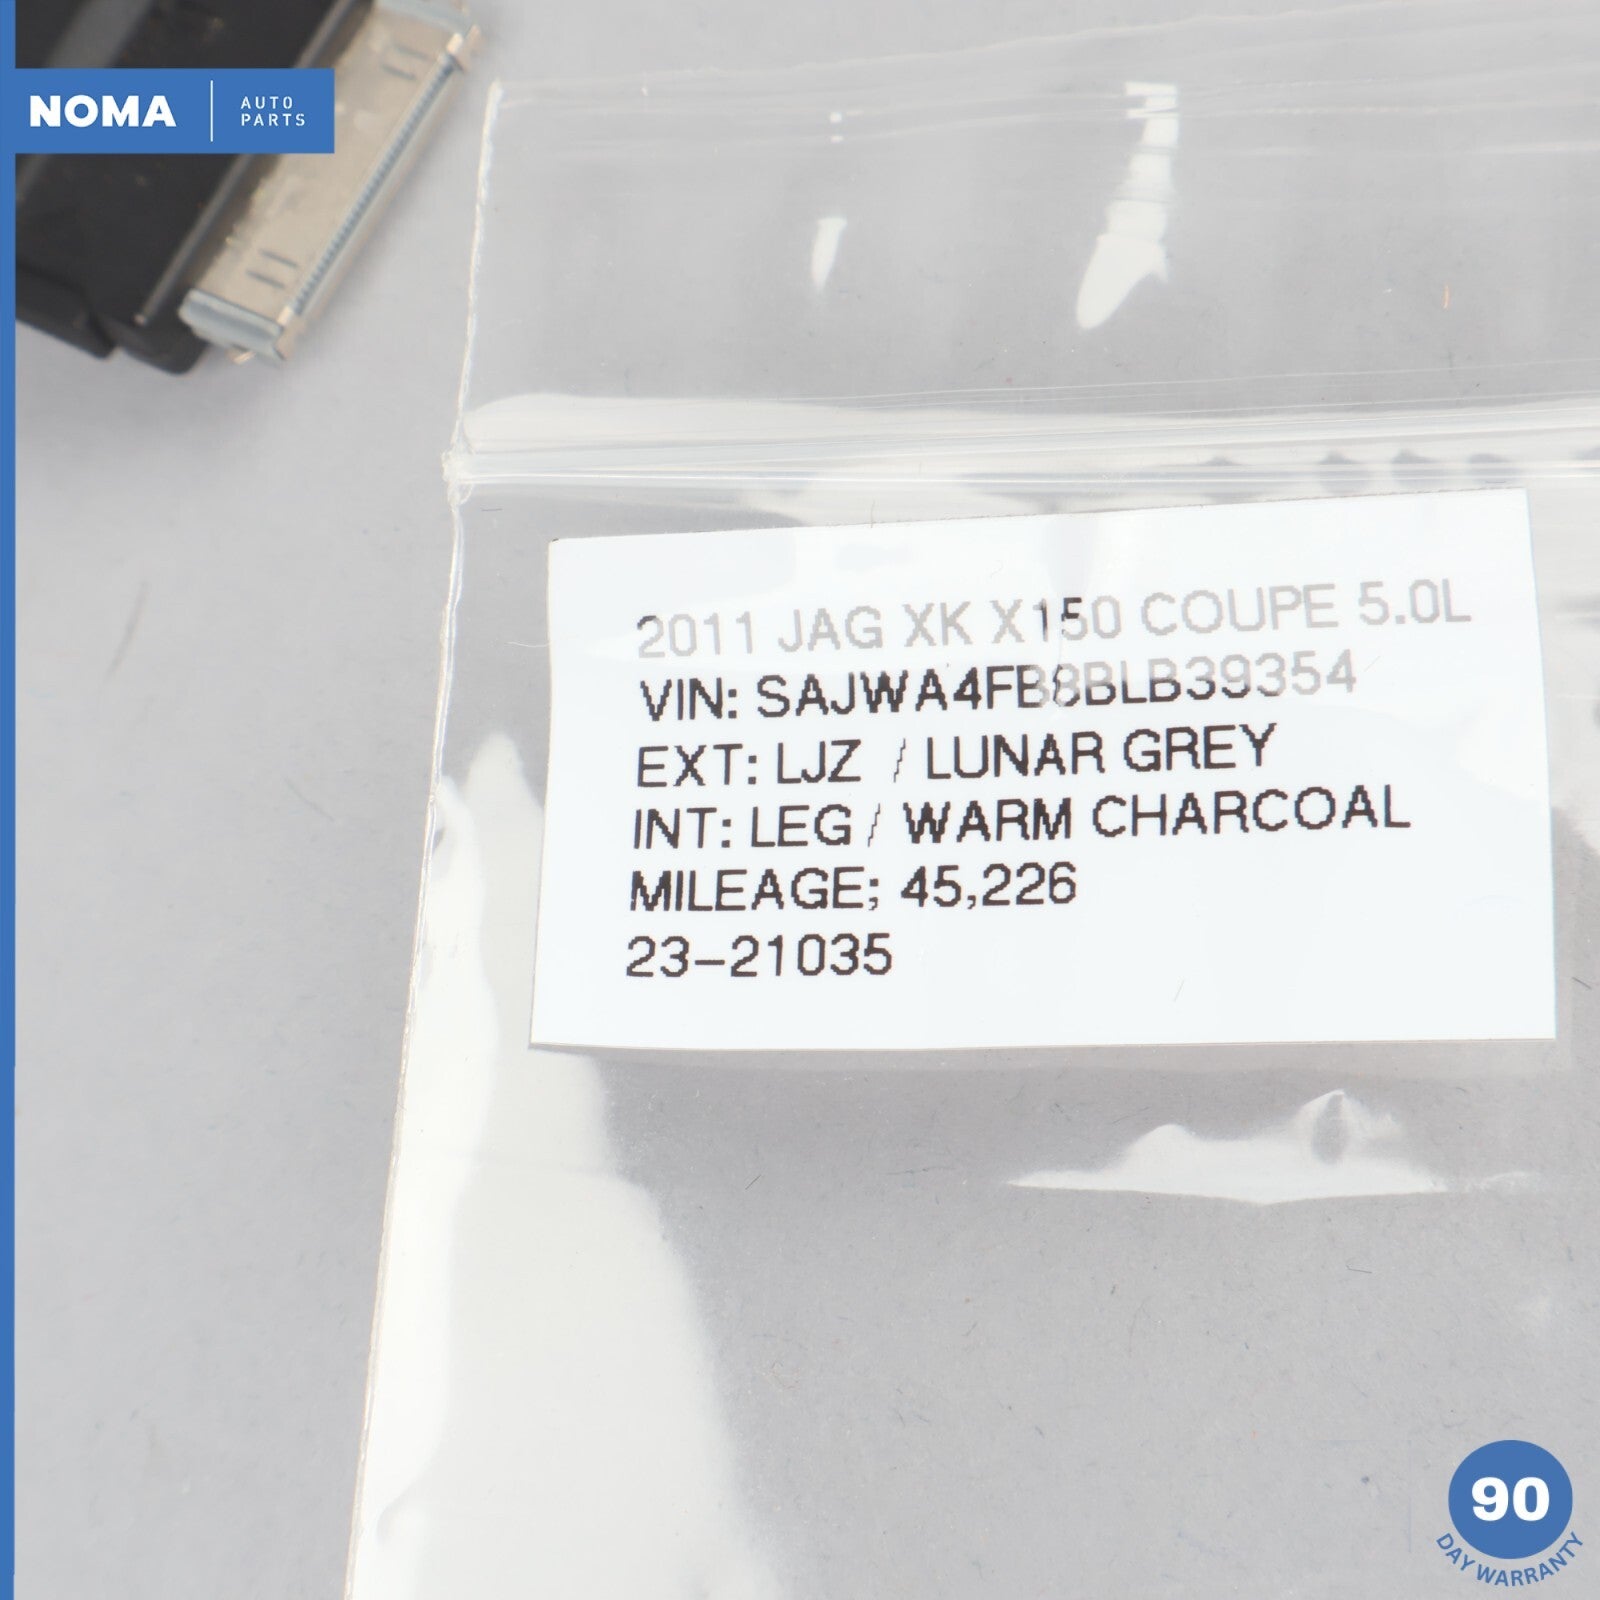 NOMA
AUTO
PARTS
2011 JAG XK X150 COUPE 5.0L
VIN: SAJWA4FB8BLB39354
EXT: LJZ / LUNAR GREY
INT: LEG / WARM CHARCOAL
MILEAGE; 45,226
23-21035
90
DAY WARRANTY